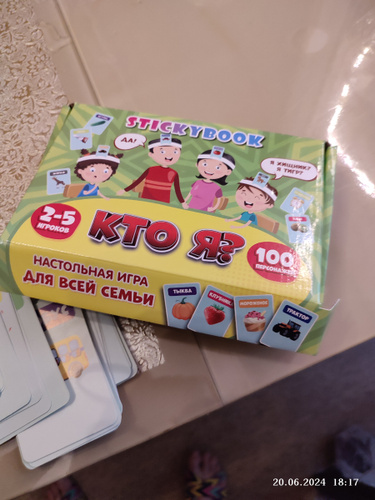 STICKYBOOK
ДА!
Я ХИЩНИК?
Я ТИГР?
2-5
ИГРОКОВ
КТО Я?
100
ПЕРСОНАЖЕЙ
НАСТОЛЬНАЯ ИГРА
ДЛЯ ВСЕЙ СЕМЬИ
ТЫКВА
КЛУБНИКА
МОРОЖЕНОЕ
ТРАКТОР
20.06.2024 18:17